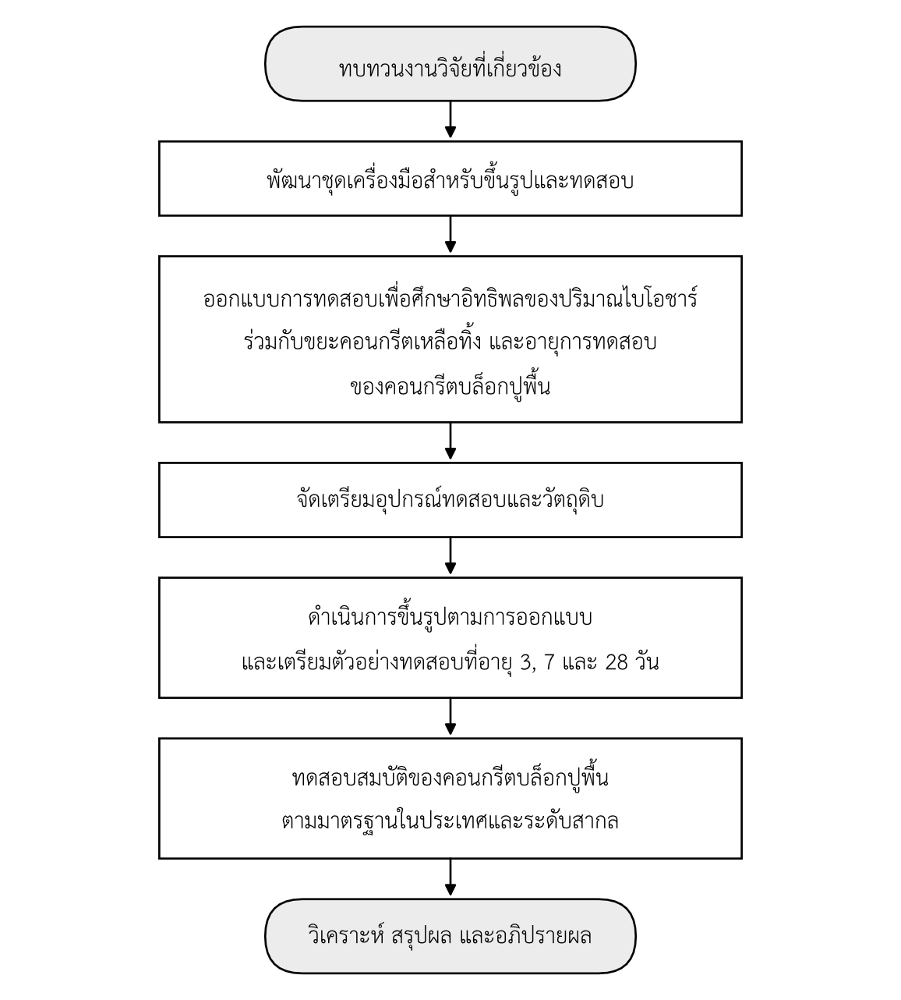 ทบทวนงานวิจัยที่เกี่ยวข้อง
พัฒนาชุดเครื่องมือสำหรับขึ้นรูปและทดสอบ
ออกแบบการทดสอบเพื่อศึกษาอิทธิพลของปริมาณไบโอชาร์
ร่วมกับขยะคอนกรีตเหลือทิ้ง และอายุการทดสอบ
ของคอนกรีตบล็อกปูพื้น
จัดเตรียมอุปกรณ์ทดสอบและวัตถุดิบ
ดำเนินการขึ้นรูปตามการออกแบบ
และเตรียมตัวอย่างทดสอบที่อายุ 3, 7 และ 28 วัน
ทดสอบสมบัติของคอนกรีตบล็อกปูพื้น
ตามมาตรฐานในประเทศและระดับสากล
วิเคราะห์ สรุปผล และอภิปรายผล